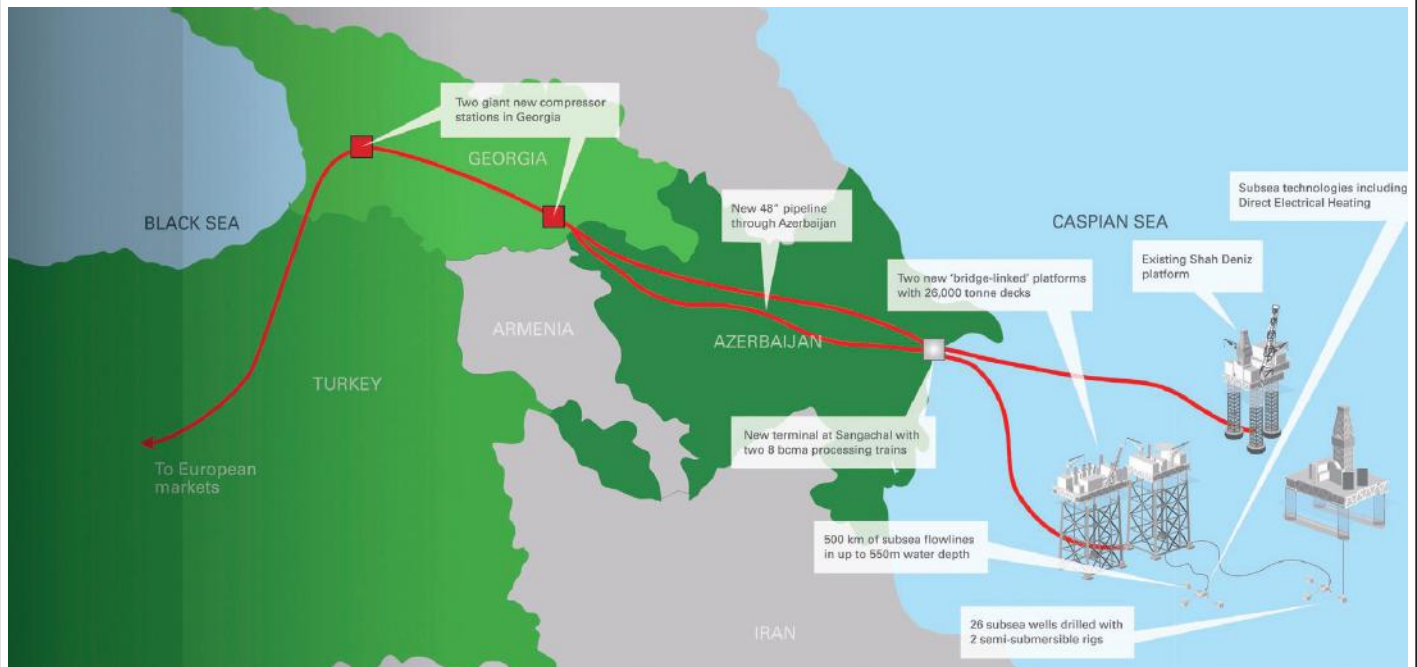 Two giant new compressor
stations in Georgia
GEORGIA
BLACK SEA
New 48" pipeline
through Azerbaijan
Subsea technologies including
Direct Electrical Heating
CASPIAN SEA
Existing Shah Deniz
platform
Two new 'bridge-linked' platforms
with 26,000 tonne decks
ARMENIA
AZERBAIJAN
TURKEY
New terminal at Sangachal with
two 8 bcma processing trains
To European
markets
500 km of subsea flowlines
in up to 550m water depth
26 subsea wells drilled with
2 semi-submersible rigs
IRAN